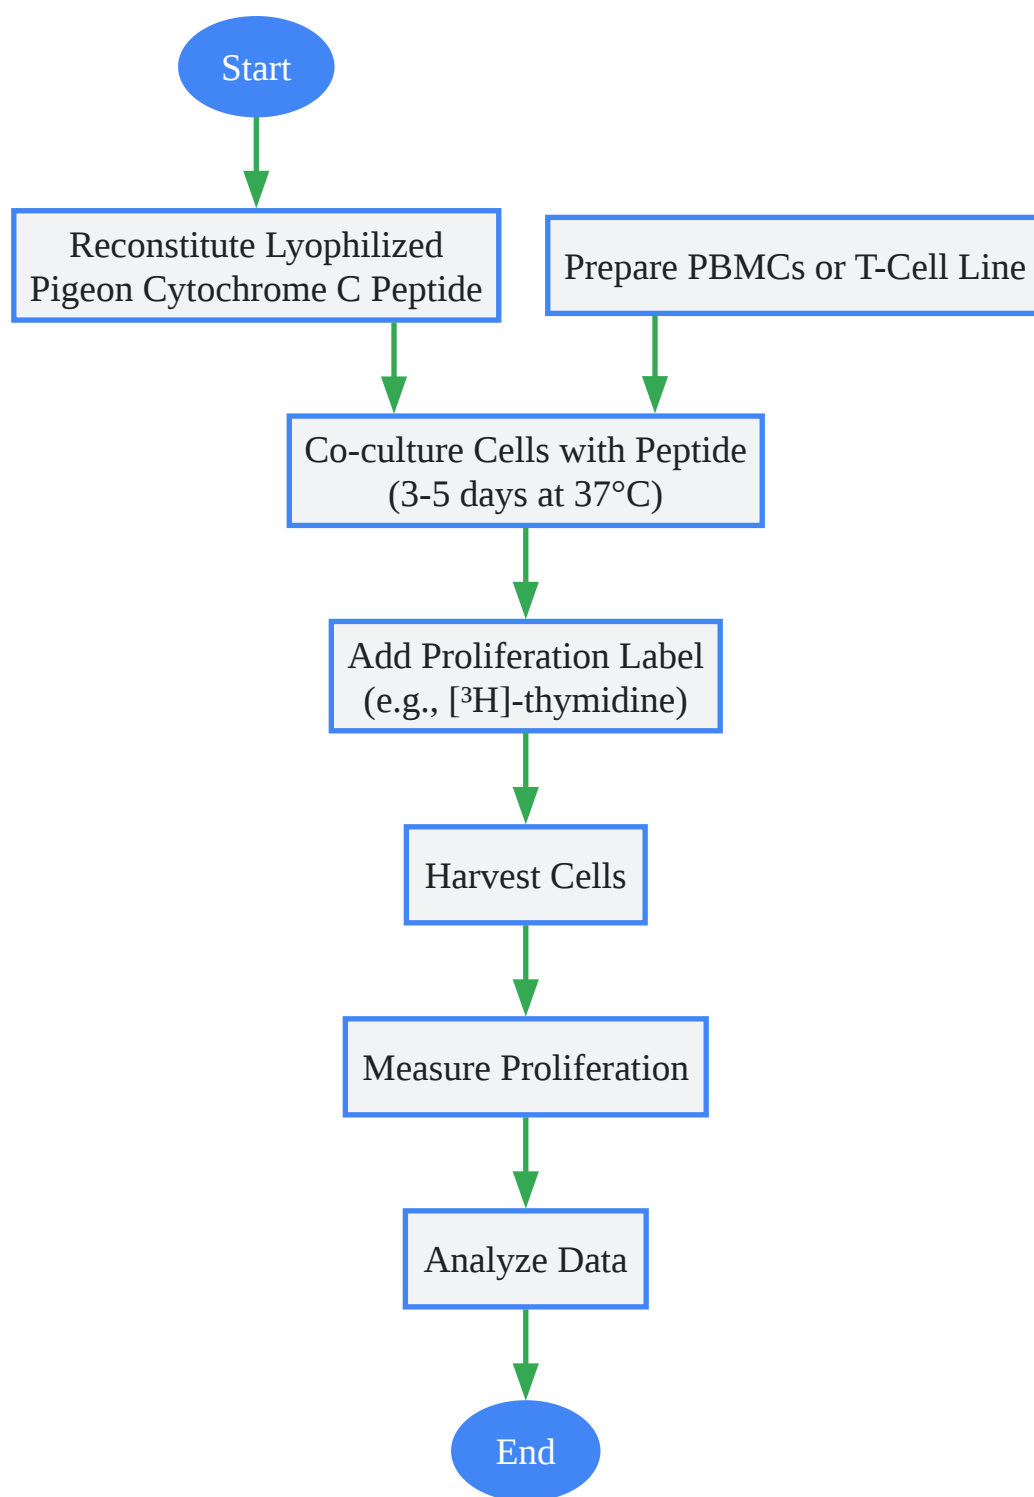 Start
Reconstitute Lyophilized
Pigeon Cytochrome C Peptide
Prepare PBMCs or T-Cell Line
Co-culture Cells with Peptide
(3-5 days at 37°C)
Add Proliferation Label
(e.g., [³H]-thymidine)
Harvest Cells
Measure Proliferation
Analyze Data
End